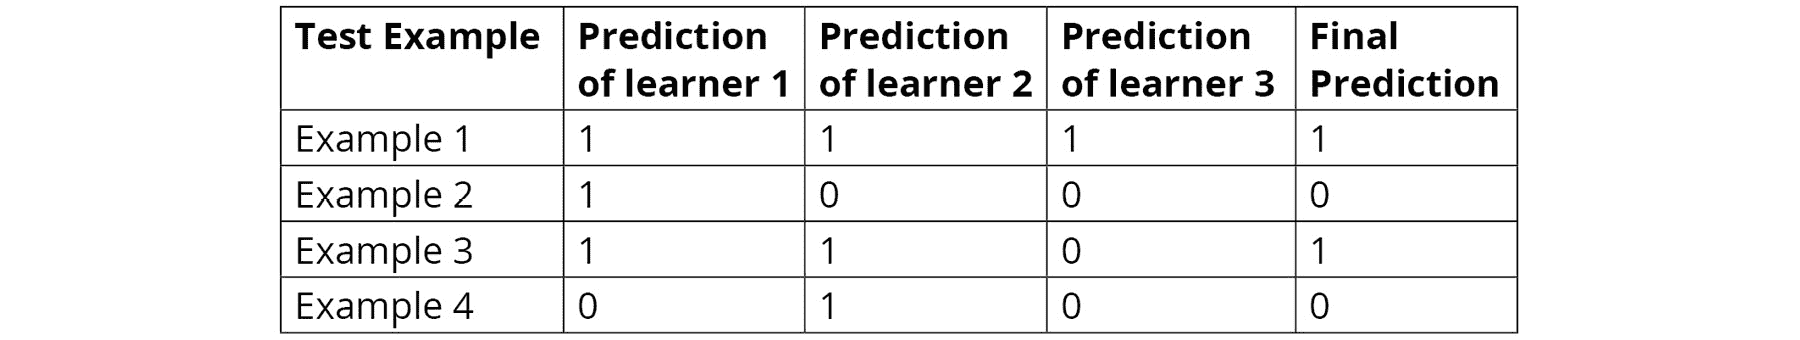 Test Example Prediction of learner 1 Prediction of learner 2 Prediction of learner 3 Final Prediction
Example 1 1 1 1 1
Example 2 1 0 0 0
Example 3 1 1 0 1
Example 4 0 1 0 0